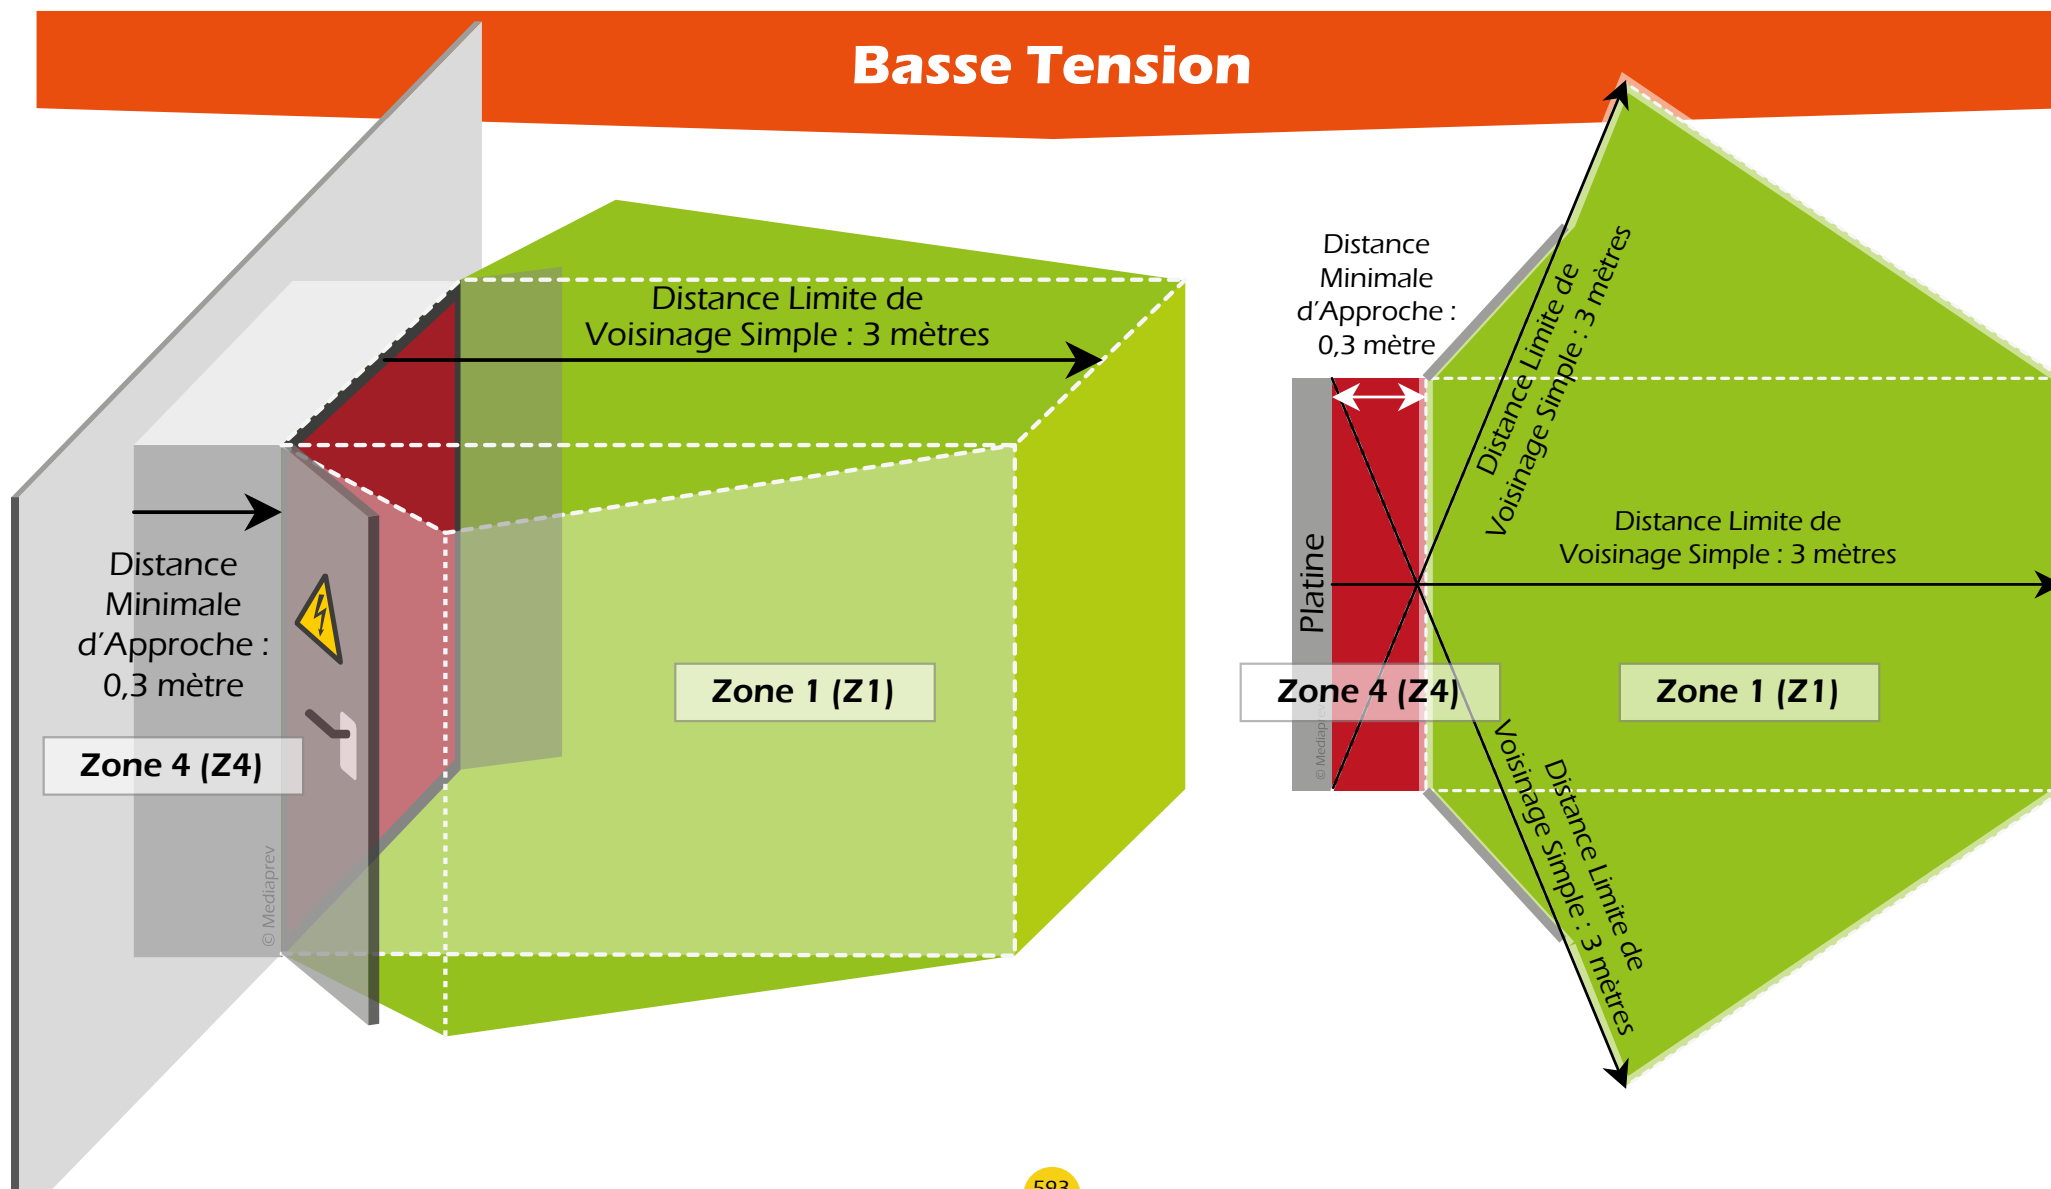 Basse Tension
Distance Limite de
Voisinage Simple : 3 mètres
Distance
Minimale
d'Approche :
0,3 mètre
Zone 4 (Z4)
Zone 1 (Z1)
© Mediaprev
Distance
Minimale
d'Approche :
0,3 mètre
Distance Limite de
Voisinage Simple : 3 mètres
Distance Limite de
Voisinage Simple : 3 mètres
Platine
Zone 4 (Z4)
Zone 1 (Z1)
© Mediaprev
Distance Limite de
Voisinage Simple : 3 mètres
593